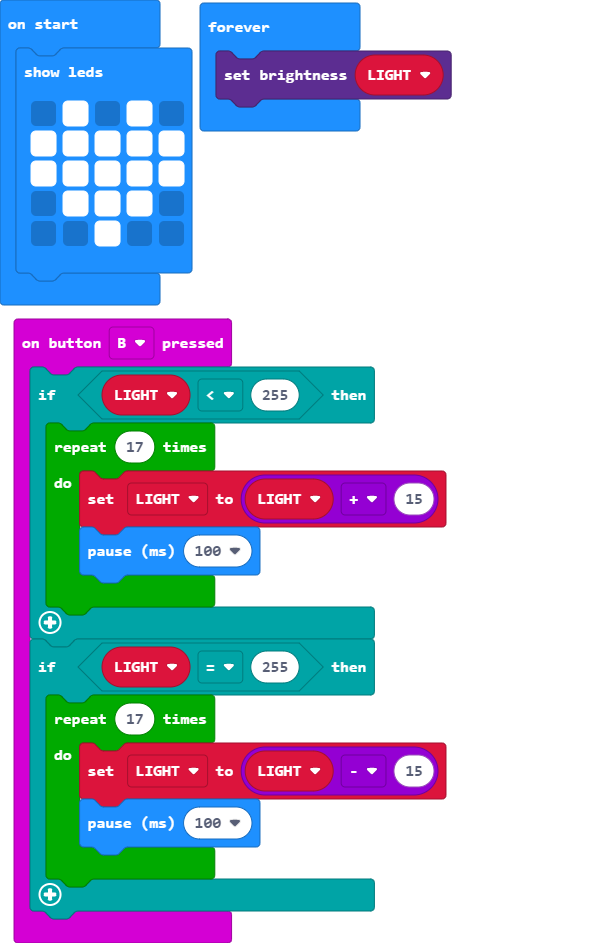 on start
show leds
forever
set brightness LIGHT
on button B pressed
if LIGHT < 255 then
repeat 17 times
do
set LIGHT to LIGHT + 15
pause (ms) 100
if LIGHT = 255 then
repeat 17 times
do
set LIGHT to LIGHT - 15
pause (ms) 100